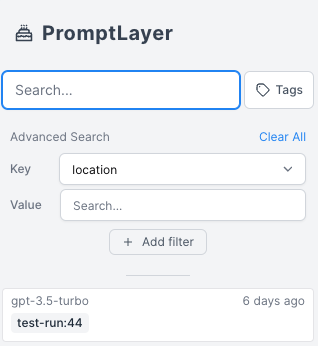 PromptLayer
Search...
Tags
Advanced Search
Clear All
Key
location
Value
Search...
+ Add filter
gpt-3.5-turbo
6 days ago
test-run:44